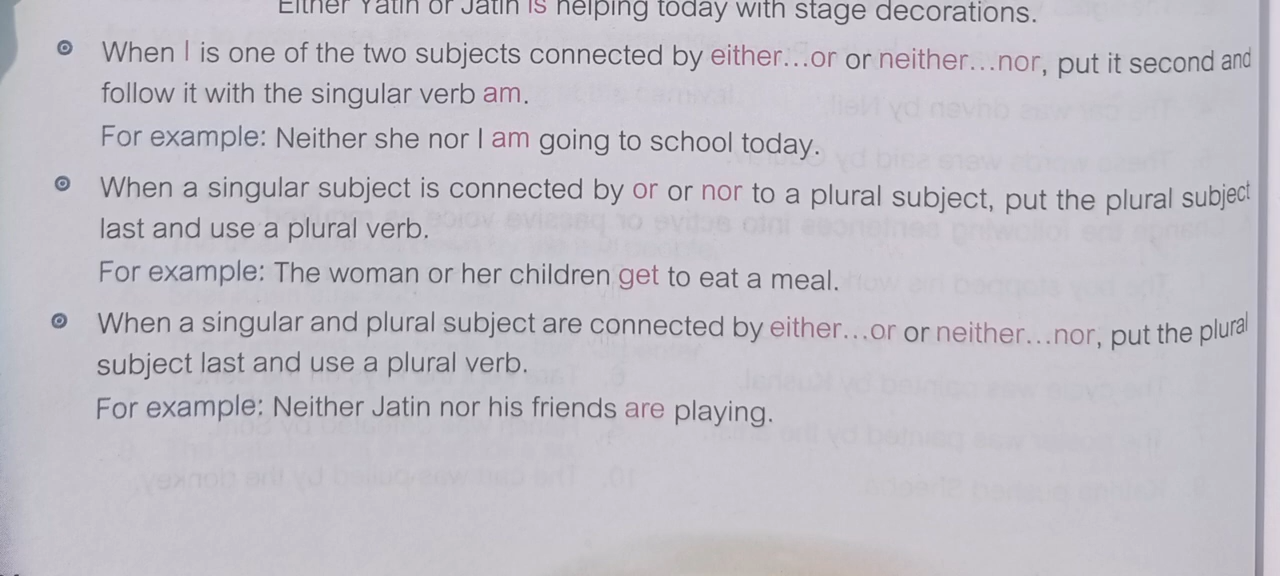 Either Yatin or Jatin is helping today with stage decorations.
When I is one of the two subjects connected by either...or or neither...nor, put it second and
follow it with the singular verb am.
For example: Neither she nor I am going to school today.
When a singular subject is connected by or or nor to a plural subject, put the plural subject
last and use a plural verb.
For example: The woman or her children get to eat a meal.
When a singular and plural subject are connected by either...or or neither...nor, put the plural
subject last and use a plural verb.
For example: Neither Jatin nor his friends are playing.